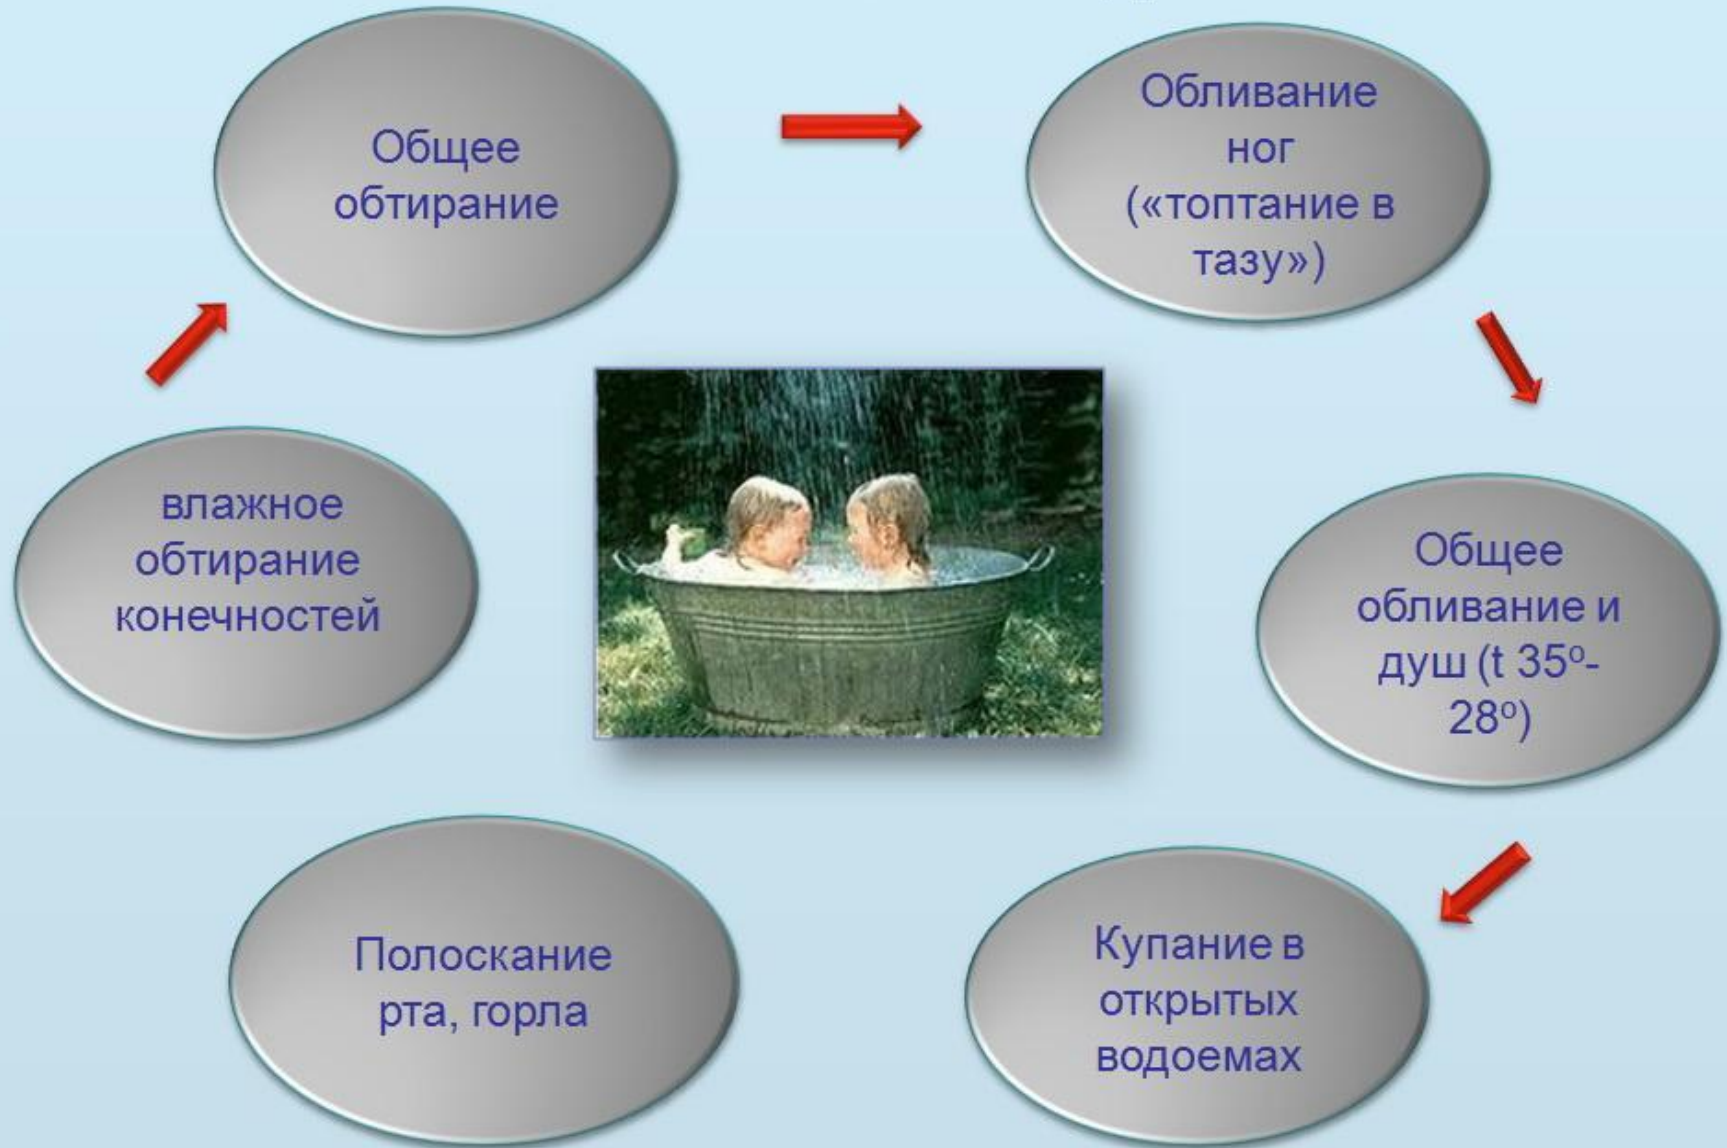 Общее
обтирание
Обливание
ног
(«топтание в
тазу»)
влажное
обтирание
конечностей
Общее
обливание и
душ (t 35º-
28º)
Полоскание
рта, горла
Купание в
открытых
водоемах